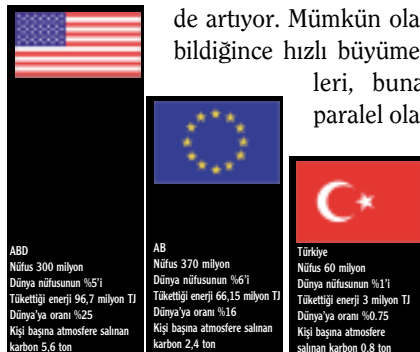 de artıyor. Mümkün ola
bildiğince hızlı büyüme
leri, buna
paralel ola
ABD
Nüfus 300 milyon
Dünya nüfusunun %5'i
Tükettiği enerji 96,7 milyon TJ
Dünya'ya oranı %25
Kişi başına atmosfere salınan
karbon 5,6 ton
AB
Nüfus 370 milyon
Dünya nüfusunun %6'i
Tükettiği enerji 66,15 milyon TJ
Dünya'ya oranı %16
Kişi başına atmosfere salınan
karbon 2,4 ton
Türkiye
Nüfus 60 milyon
Dünya nüfusunun %1'i
Tükettiği enerji 3 milyon TJ
Dünya'ya oranı %0.75
Kişi başına atmosfere
salınan karbon 0.8 ton